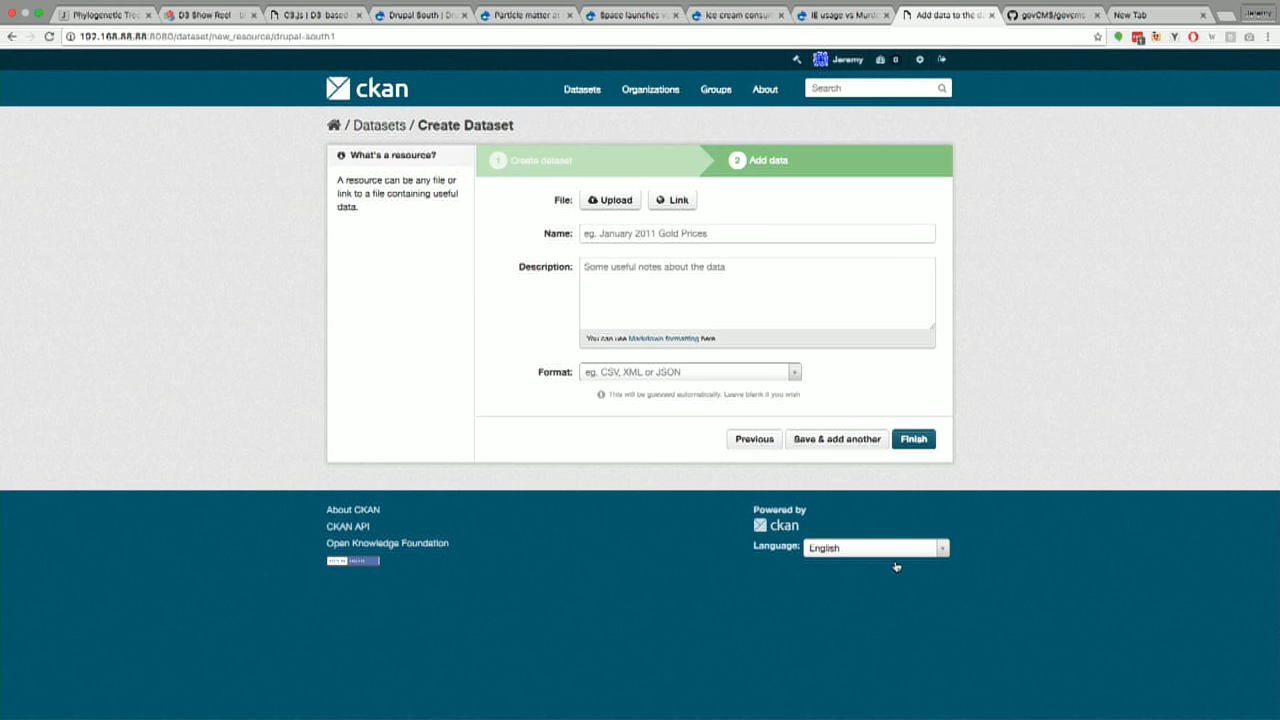 Phylogenetic Tree
D3 Show Reel
C3.js | D3-based
Drupal South | Dru
Particle matter at
Space launches v
Ice cream consum
IE usage vs Murd
Add data to the da
govCMS/govcms
New Tab
Jeremy
192.168.88.88:8080/dataset/new_resource/drupal-south1
Jeremy 0
ckan
Datasets Organizations Groups About Search
/ Datasets / Create Dataset
What's a resource?
A resource can be any file or
link to a file containing useful
data.
1 Create dataset 2 Add data
File: Upload Link
Name: eg. January 2011 Gold Prices
Description: Some useful notes about the data
You can use Markdown formatting here
Format: eg. CSV, XML or JSON
This will be guessed automatically. Leave blank if you wish
Previous Save & add another Finish
About CKAN
CKAN API
Open Knowledge Foundation
Powered by
ckan
Language: English